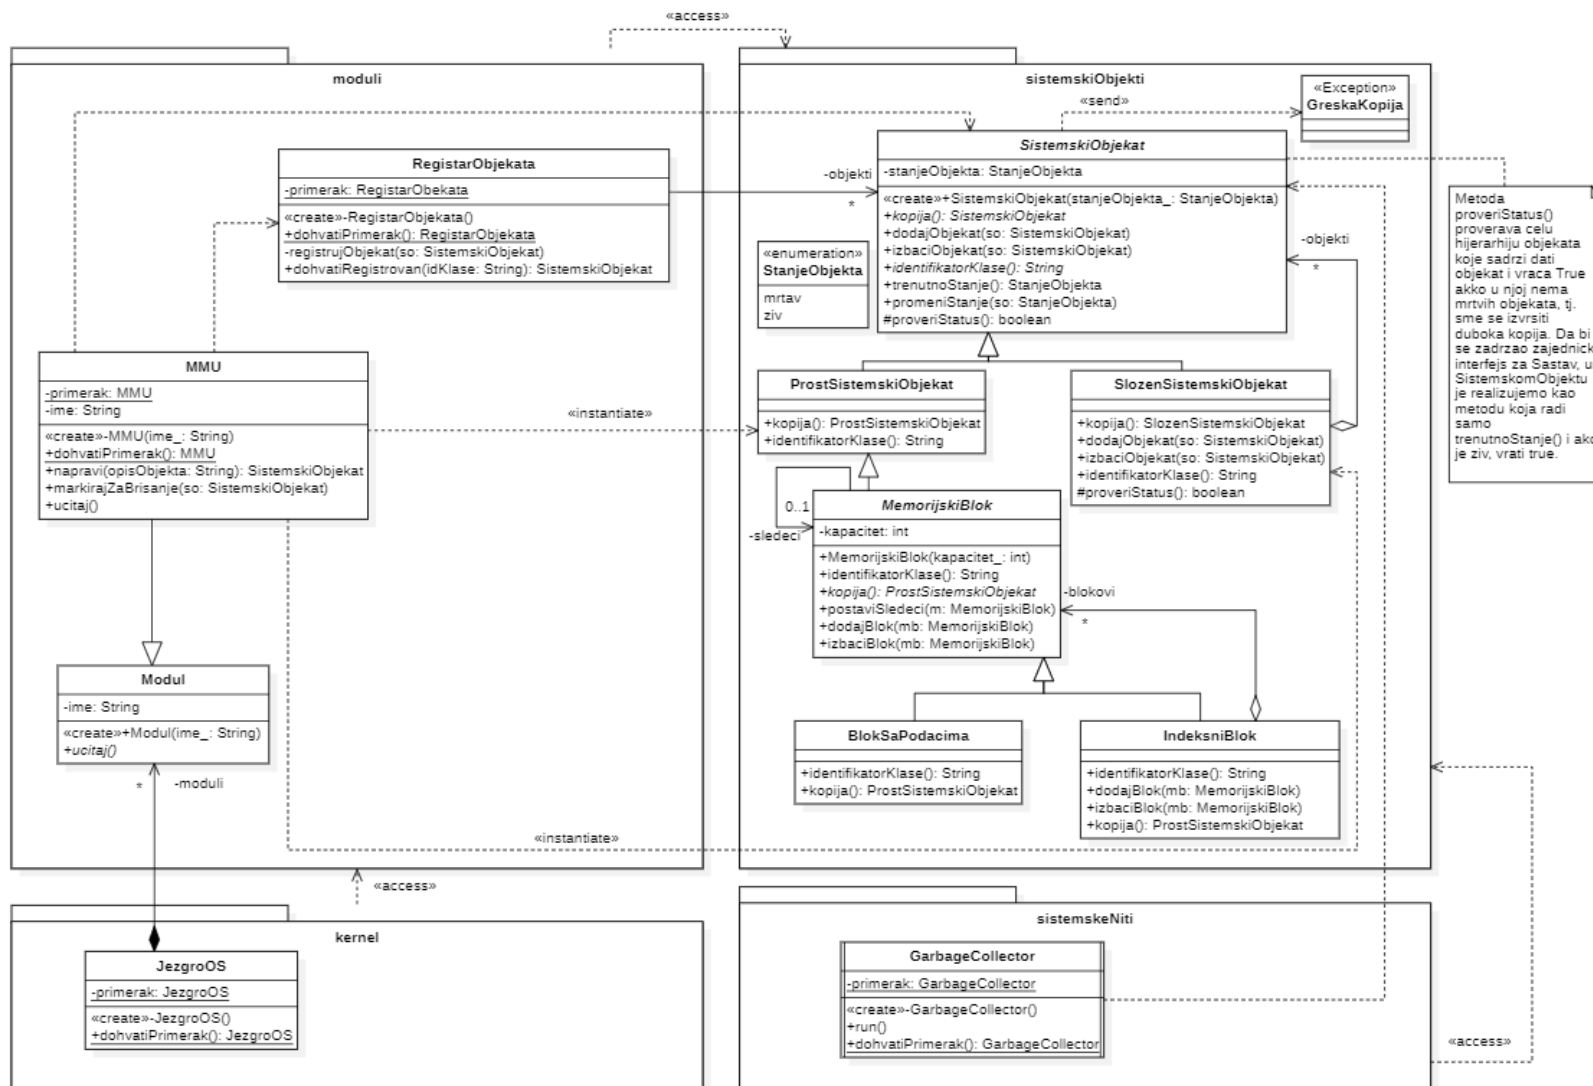 «access»
moduli
RegistarObjekata
-primerak: RegistarObekata
«create»-RegistarObjekata()
+dohvatiPrimerak(): RegistarObjekata
-registrujObjekat(so: SistemskiObjekat)
+dohvatiRegistrovan(idKlase: String): SistemskiObjekat
MMU
-primerak: MMU
-ime: String
«create»-MMU(ime_: String)
+dohvatiPrimerak(): MMU
+napravi(opisObjekta: String): SistemskiObjekat
+markirajZaBrisanje(so: SistemskiObjekat)
+ucitaj()
«instantiate»
Modul
-ime: String
«create»+Modul(ime_: String)
+ucitaj()
*
-moduli
«instantiate»
sistemskiObjekti
«Exception»
GreskaKopija
«send»
SistemskiObjekat
-stanjeObjekta: StanjeObjekta
«create»+SistemskiObjekat(stanjeObjekta_: StanjeObjekta)
+kopija(): SistemskiObjekat
+dodajObjekat(so: SistemskiObjekat)
+izbaciObjekat(so: SistemskiObjekat)
+identifikatorKlase(): String
+trenutnoStanje(): StanjeObjekta
+promeniStanje(so: StanjeObjekta)
#proveriStatus(): boolean
-objekti
*
«enumeration»
StanjeObjekta
mrtav
ziv
-objekti
*
Metoda
proveriStatus()
proverava celu
hijerarhiju objekata
koje sadrzi dati
objekat i vraca True
akko u njoj nema
mrtvih objekata, tj.
sme se izvrsiti
duboka kopija. Da bi
se zadrzao zajednick
interfejs za Sastav, u
SistemskomObjektu
je realizujemo kao
metodu koja radi
samo
trenutnoStanje() i ako
je ziv, vrati true.
ProstSistemskiObjekat
+kopija(): ProstSistemskiObjekat
+identifikatorKlase(): String
SlozenSistemskiObjekat
+kopija(): SlozenSistemskiObjekat
+dodajObjekat(so: SistemskiObjekat)
+izbaciObjekat(so: SistemskiObjekat)
+identifikatorKlase(): String
#proveriStatus(): boolean
0..1
-sledeci
MemorijskiBlok
-kapacitet: int
+MemorijskiBlok(kapacitet_: int)
+identifikatorKlase(): String
+kopija(): ProstSistemskiObjekat
+postaviSledeci(m: MemorijskiBlok)
+dodajBlok(mb: MemorijskiBlok)
+izbaciBlok(mb: MemorijskiBlok)
-blokovi
*
BlokSaPodacima
+identifikatorKlase(): String
+kopija(): ProstSistemskiObjekat
IndeksniBlok
+identifikatorKlase(): String
+dodajBlok(mb: MemorijskiBlok)
+izbaciBlok(mb: MemorijskiBlok)
+kopija(): ProstSistemskiObjekat
«access»
kernel
JezgroOS
-primerak: JezgroOS
«create»-JezgroOS()
+dohvatiPrimerak(): JezgroOS
sistemskeNiti
GarbageCollector
-primerak: GarbageCollector
«create»-GarbageCollector()
+run()
+dohvatiPrimerak(): GarbageCollector
«access»